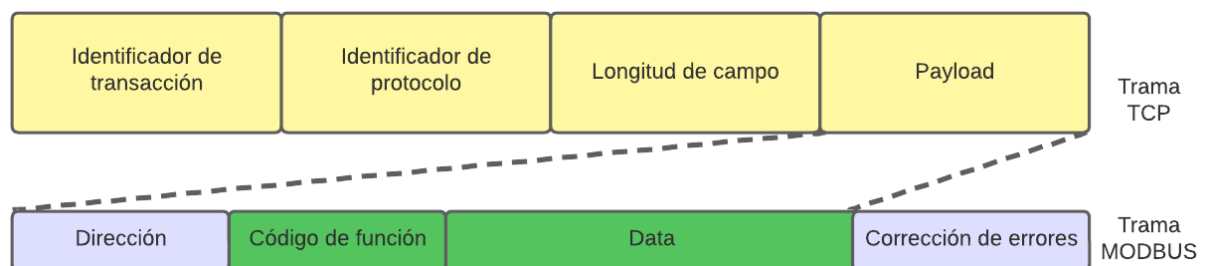 Identificador de
transacción
Identificador de
protocolo
Longitud de campo
Payload
Trama
TCP
Dirección
Código de función
Data
Corrección de errores
Trama
MODBUS